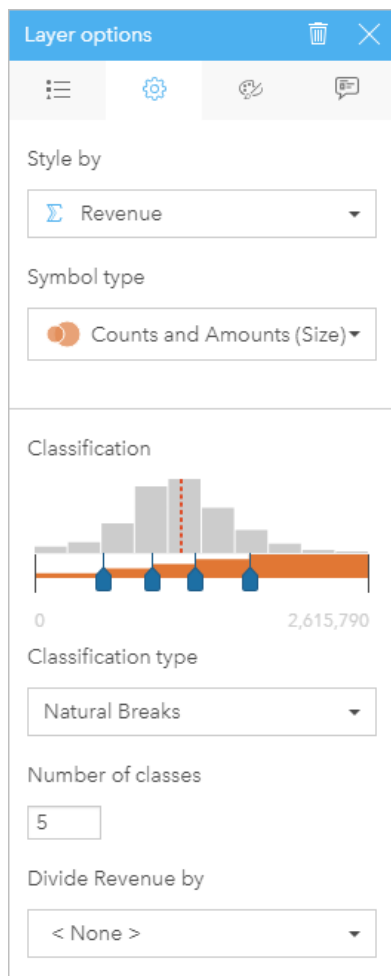 Layer options
Style by
Revenue
Symbol type
Counts and Amounts (Size)
Classification
0 2,615,790
Classification type
Natural Breaks
Number of classes
5
Divide Revenue by
< None >